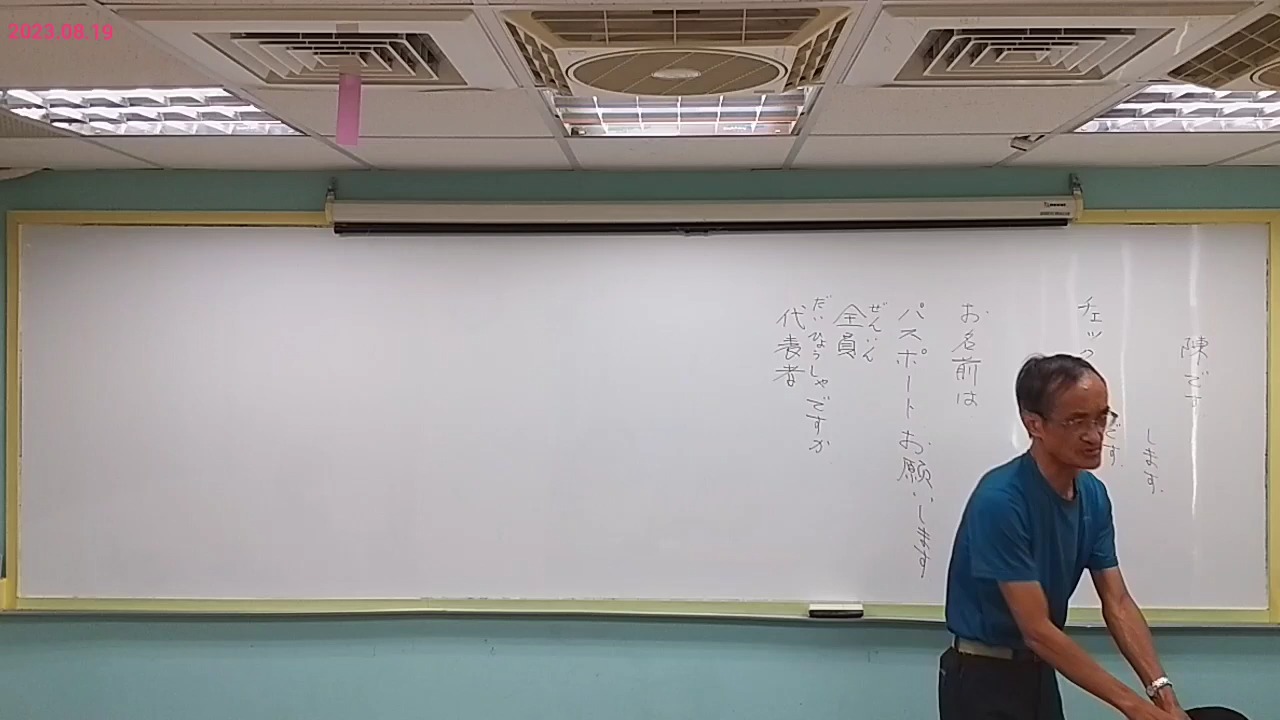 2023.08.19
陳です
します
チェック
です
お名前は
パスポートお願いします
ぜんいん
全員
だいひょうしゃですか
代表者